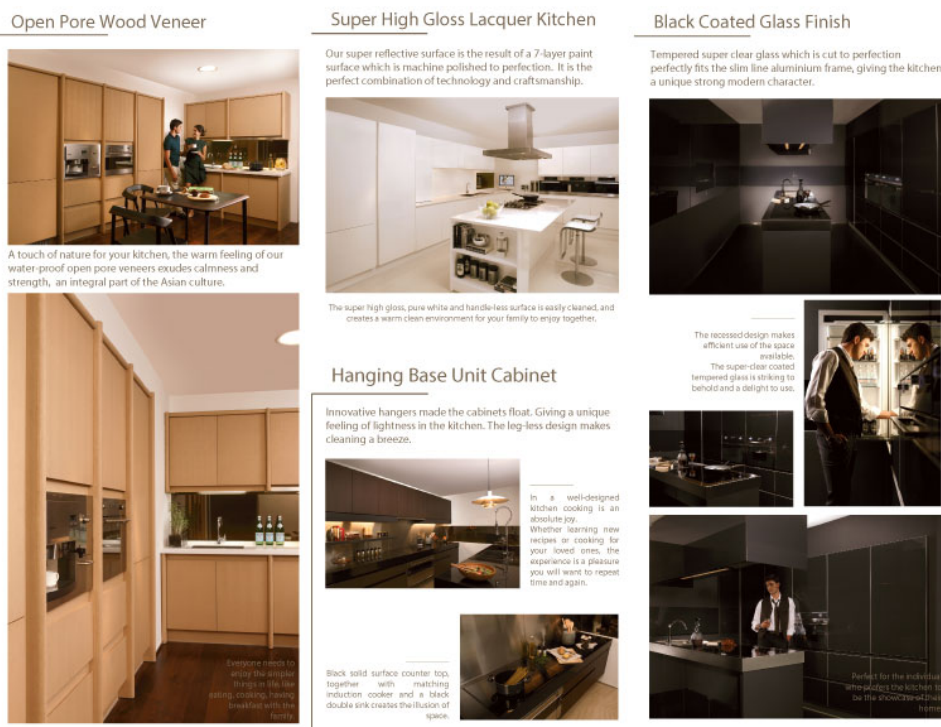 Open Pore Wood Veneer
A touch of nature for your kitchen, the warm feeling of our
water-proof open pore veneers exudes calmness and
strength, an integral part of the Asian culture.
Everyone needs to
enjoy the simpler
things in life, like
eating, cooking, having
breakfast with the
family.
Super High Gloss Lacquer Kitchen
Our super reflective surface is the result of a 7-layer paint
surface which is machine polished to perfection. It is the
perfect combination of technology and craftsmanship.
The super high gloss, pure white and handle-less surface is easily cleaned, and
creates a warm clean environment for your family to enjoy together.
Hanging Base Unit Cabinet
Innovative hangers made the cabinets float. Giving a unique
feeling of lightness in the kitchen. The leg-less design makes
cleaning a breeze.
In a well-designed
kitchen cooking is an
absolute joy.
Whether learning new
recipes or cooking for
your loved ones, the
experience is a pleasure
you will want to repeat
time and again.
Black solid surface counter top,
together with matching
induction cooker and a black
double sink creates the illusion of
space.
Black Coated Glass Finish
Tempered super clear glass which is cut to perfection
perfectly fits the slim line aluminium frame, giving the kitchen
a unique strong modern character.
The recessed design makes
efficient use of the space
available.
The super-clear coated
tempered glass is striking to
behold and a delight to use.
Perfect for the individual
who prefers the kitchen to
be the showcase of their
home.